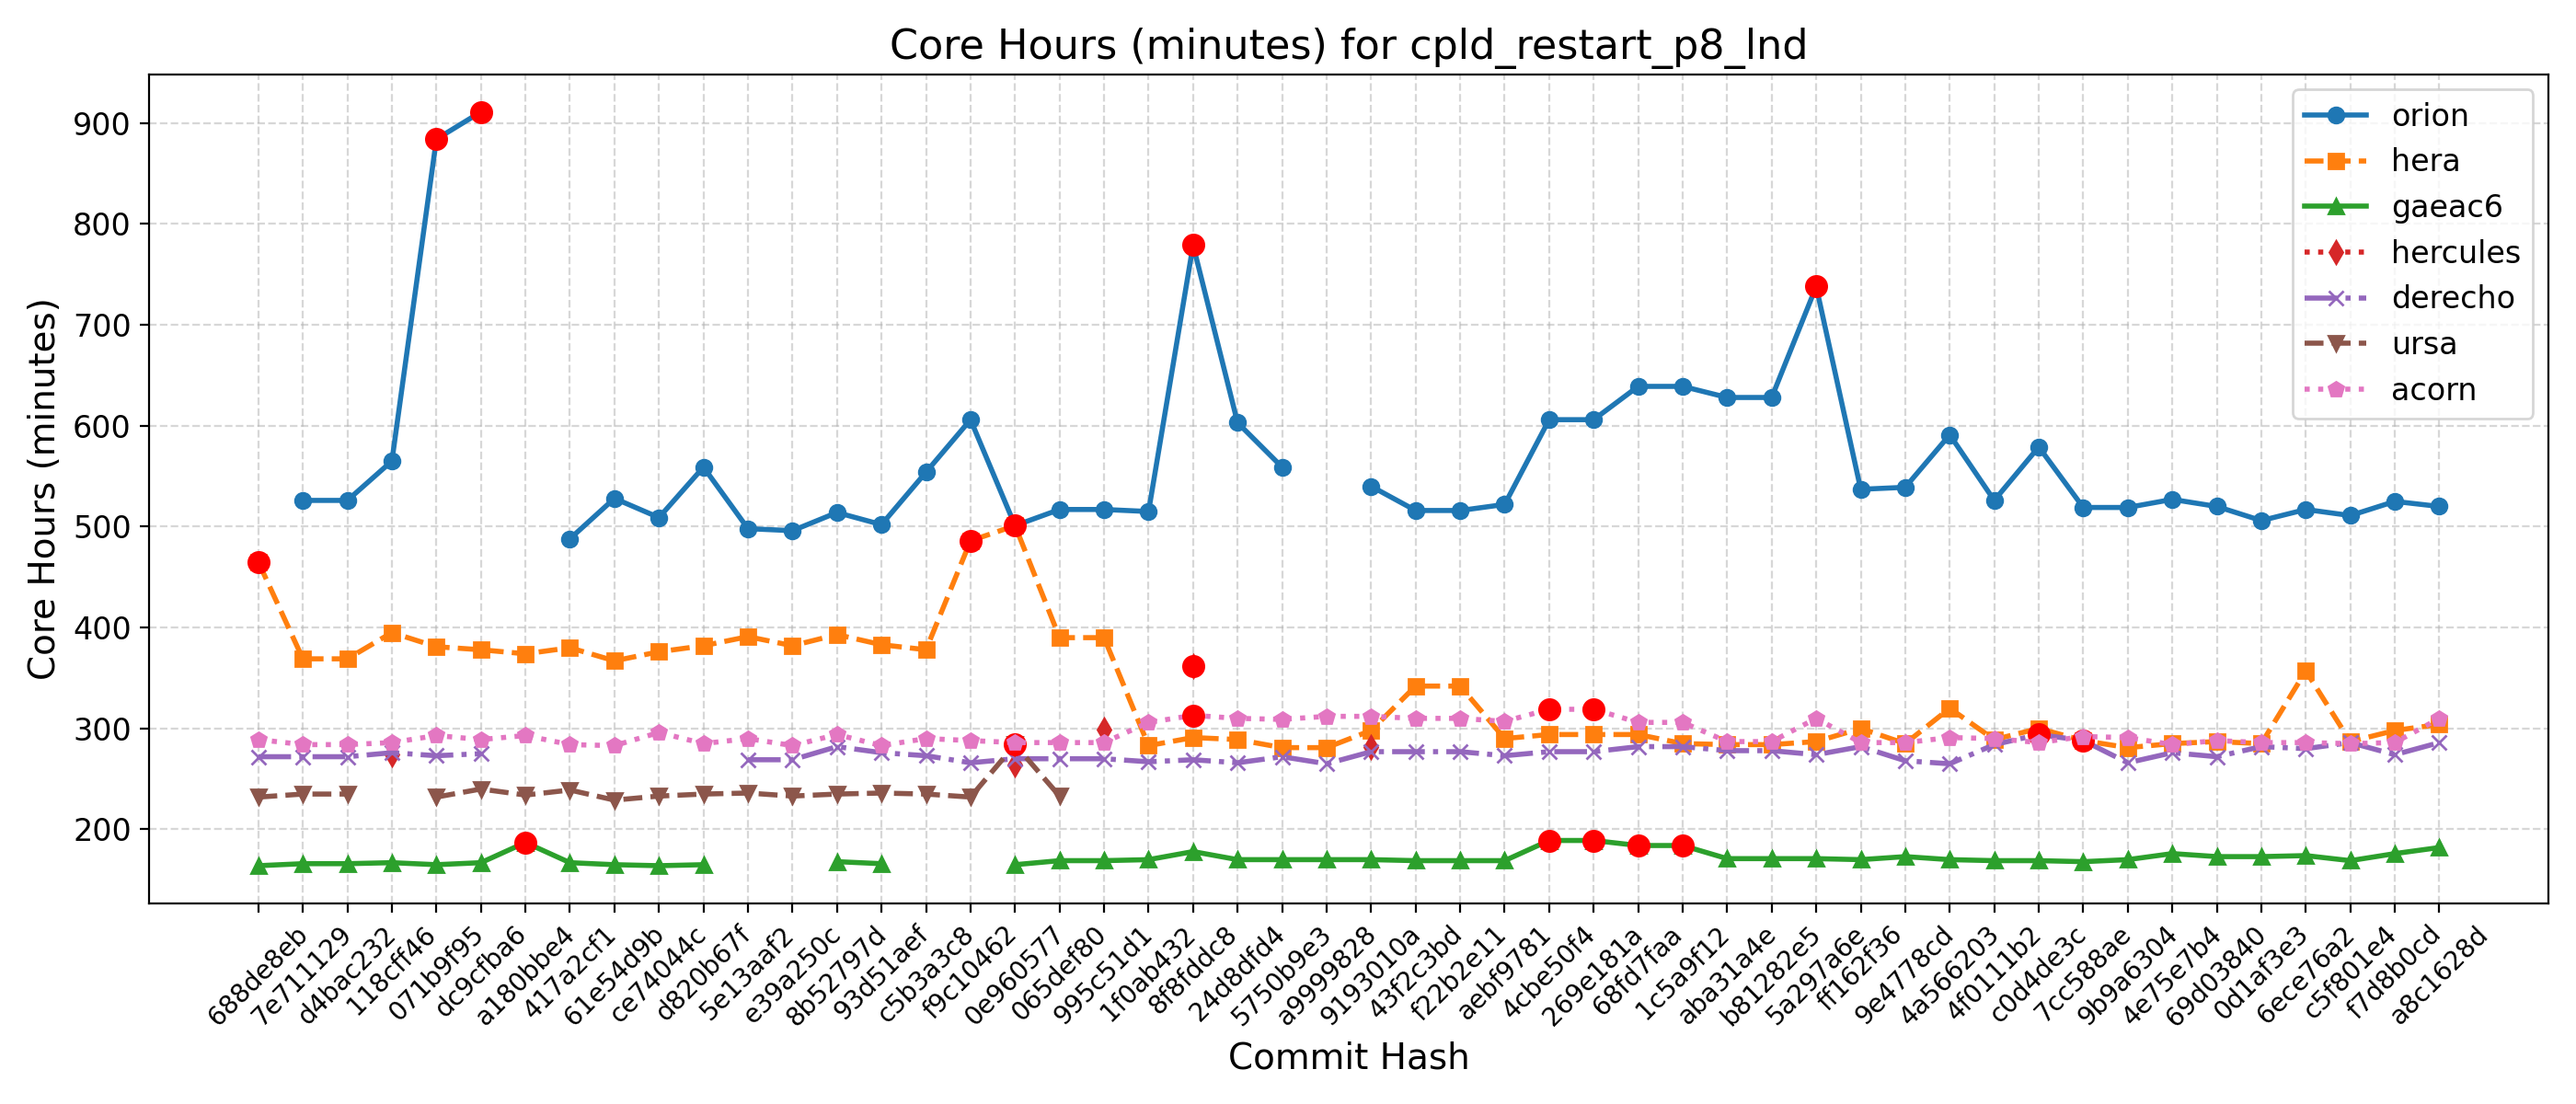 Core Hours (minutes) for cpld_restart_p8_lnd
Core Hours (minutes)
900
800
700
600
500
400
300
200
orion
hera
gaeac6
hercules
derecho
ursa
acorn
688de8eb
7e711129
d4bac232
118cff46
071b9f95
dc9cfba6
a180bbe4
417a2cf1
61e54d9b
ce74044c
d820b67f
5e13aaf2
e39a250c
8b52797d
93d51aef
c5b3a3c8
f9c10462
0e960577
065def80
995c51d1
1f0ab432
8f8fddc8
24d8dfd4
5750b9e3
a9999828
9193010a
43f2c3bd
f22b2e11
aebf9781
4cbe50f4
269e181a
68fd7faa
1c5a9f12
aba31a4e
b81282e5
5a297a6e
ff162f36
9e4778cd
4a566203
4f0111b2
c0d4de3c
7cc588ae
9b9a6304
4e75e7b4
69d03840
0d1af3e3
6ece76a2
c5f801e4
f7d8b0cd
a8c1628d
Commit Hash